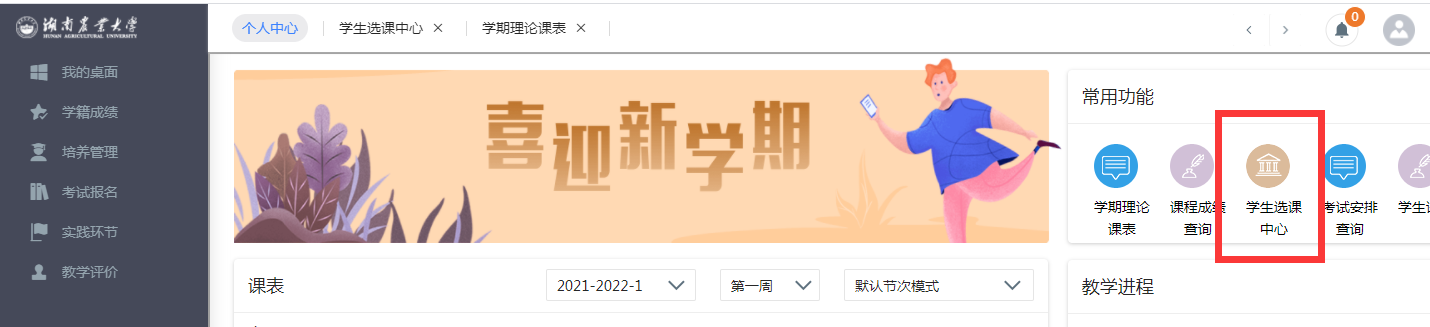 湖南农业大学
HUNAN AGRICULTURAL UNIVERSITY
我的桌面
学籍成绩
培养管理
考试报名
实践环节
教学评价
个人中心
学生选课中心
学期理论课表
0
喜迎新学期
常用功能
学期理论
课表
课程成绩
查询
学生选课
中心
考试安排
查询
学生
课表
2021-2022-1
第一周
默认节次模式
教学进程